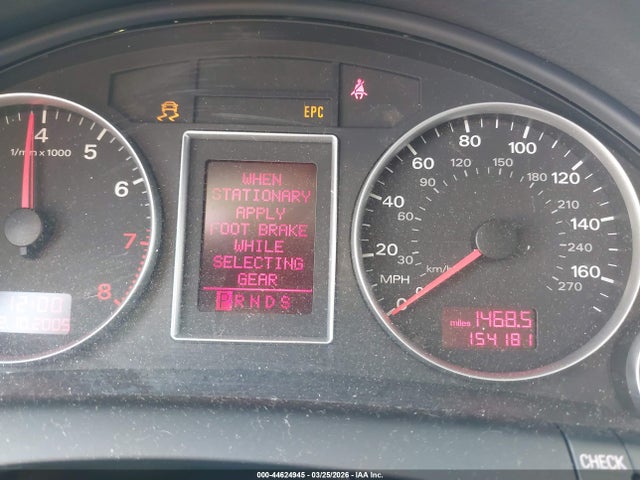 EPC
4
5
6
7
8
1/min x 1000
12:00
2005
WHEN
STATIONARY
APPLY
FOOT BRAKE
WHILE
SELECTING
GEAR
P R N D S
0
20
40
60
80
100
120
140
160
30
60
90
120
150
180
210
240
270
MPH
km/h
miles 1468.5
154181
CHECK
000-44624945 - 03/25/2026 - © IAA Inc.